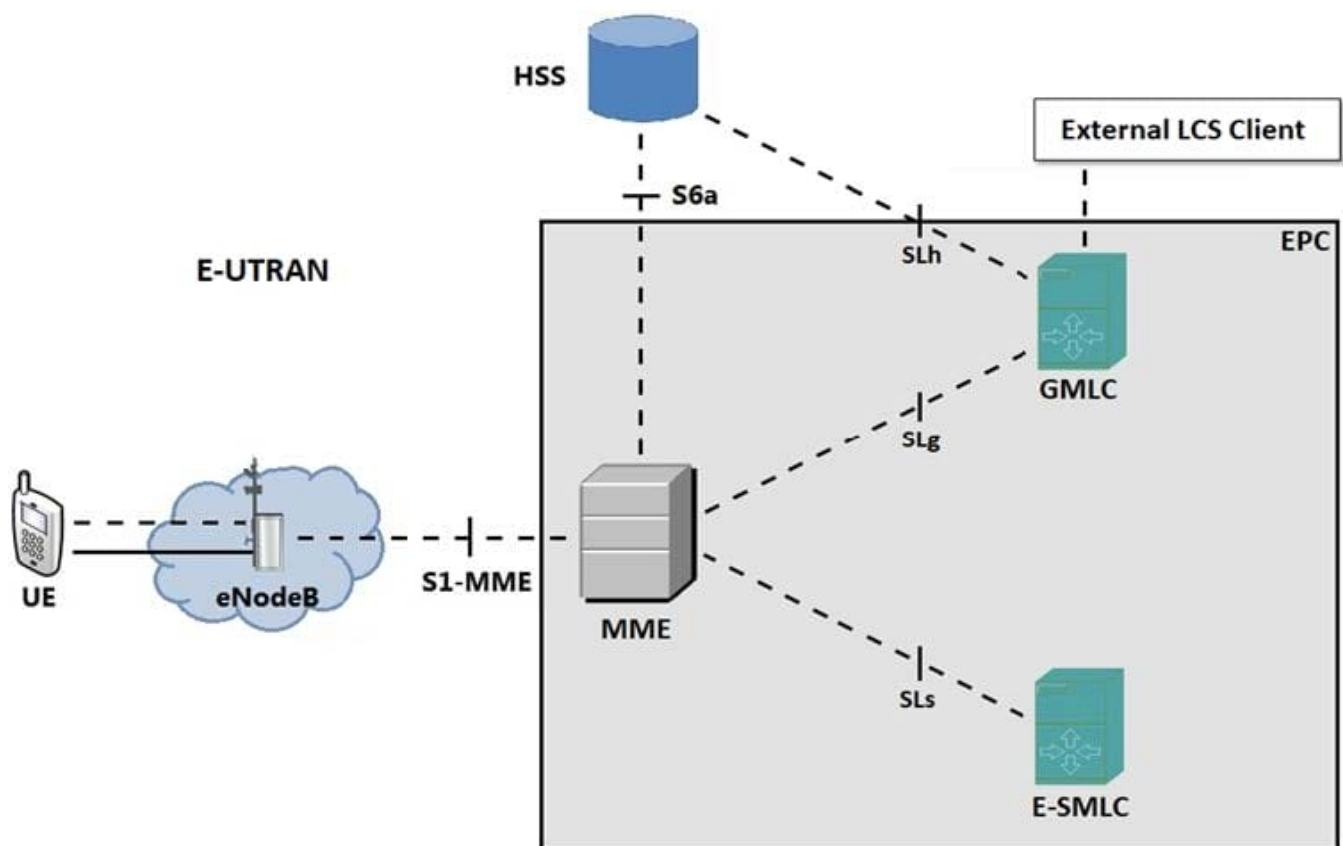 HSS
External LCS Client
S6a
EPC
SLh
E-UTRAN
GMLC
SLg
UE
eNodeB
S1-MME
MME
SLs
E-SMLC